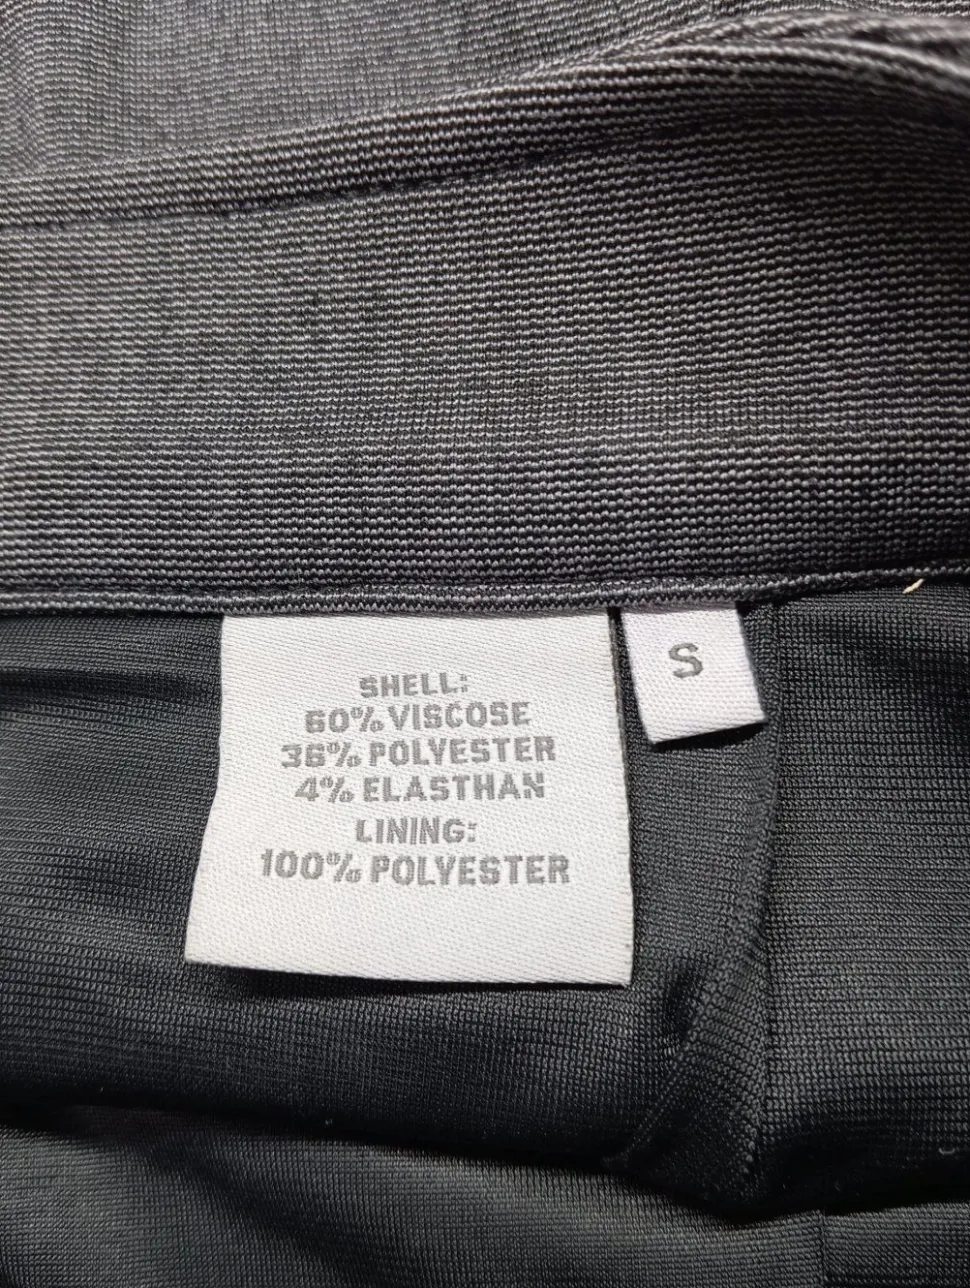 SHELL:
60% VISCOSE
36% POLYESTER
4% ELASTHAN
LINING:
100% POLYESTER
S